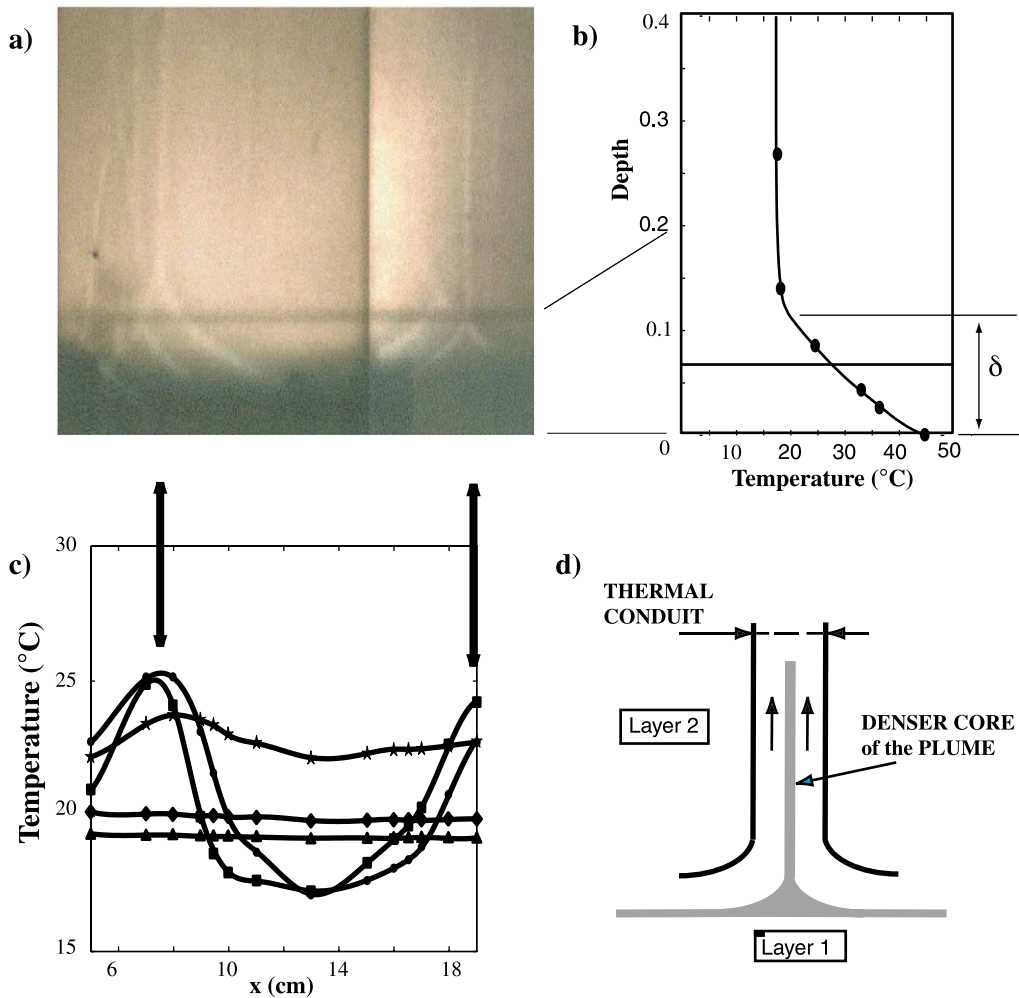 a)
b)
0.4
0.3
0.2
0.1
0
Depth
10
20
30
40
50
Temperature (°C)
δ
c)
30
25
20
15
Temperature (°C)
6
10
14
18
x (cm)
d)
THERMAL
CONDUIT
Layer 2
DENSER CORE
of the PLUME
Layer 1